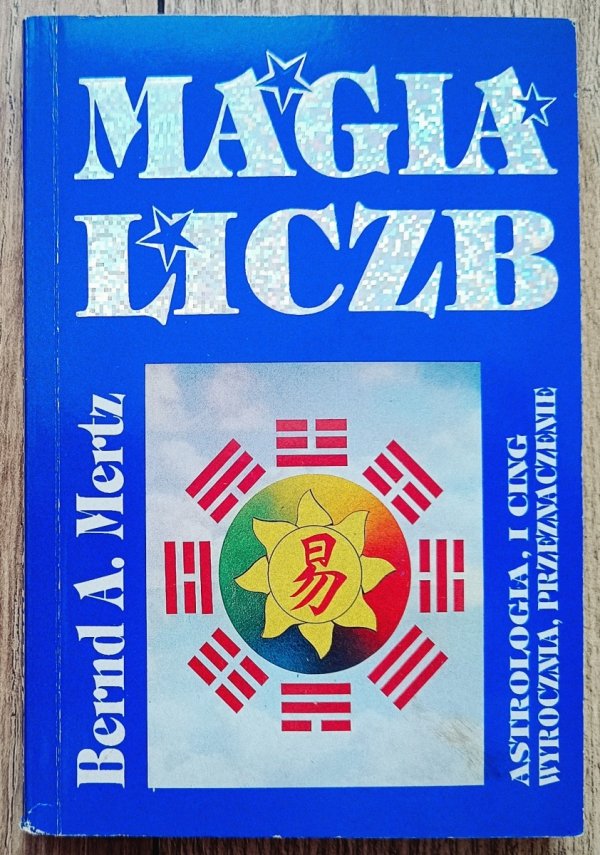 MAGIA
LICZB
Bernd A. Mertz
易
ASTROLOGIA, I CING
WYROCZNIA, PRZEZNACZENIE